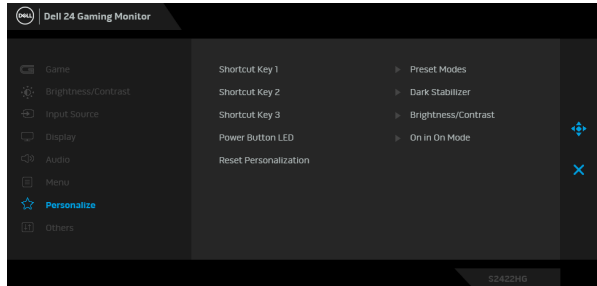 DELL
Dell 24 Gaming Monitor
Game
Brightness/Contrast
Input Source
Display
Audio
Menu
Personalize
Others
Shortcut Key 1 Preset Modes
Shortcut Key 2 Dark Stabilizer
Shortcut Key 3 Brightness/Contrast
Power Button LED On in On Mode
Reset Personalization
S2422HG